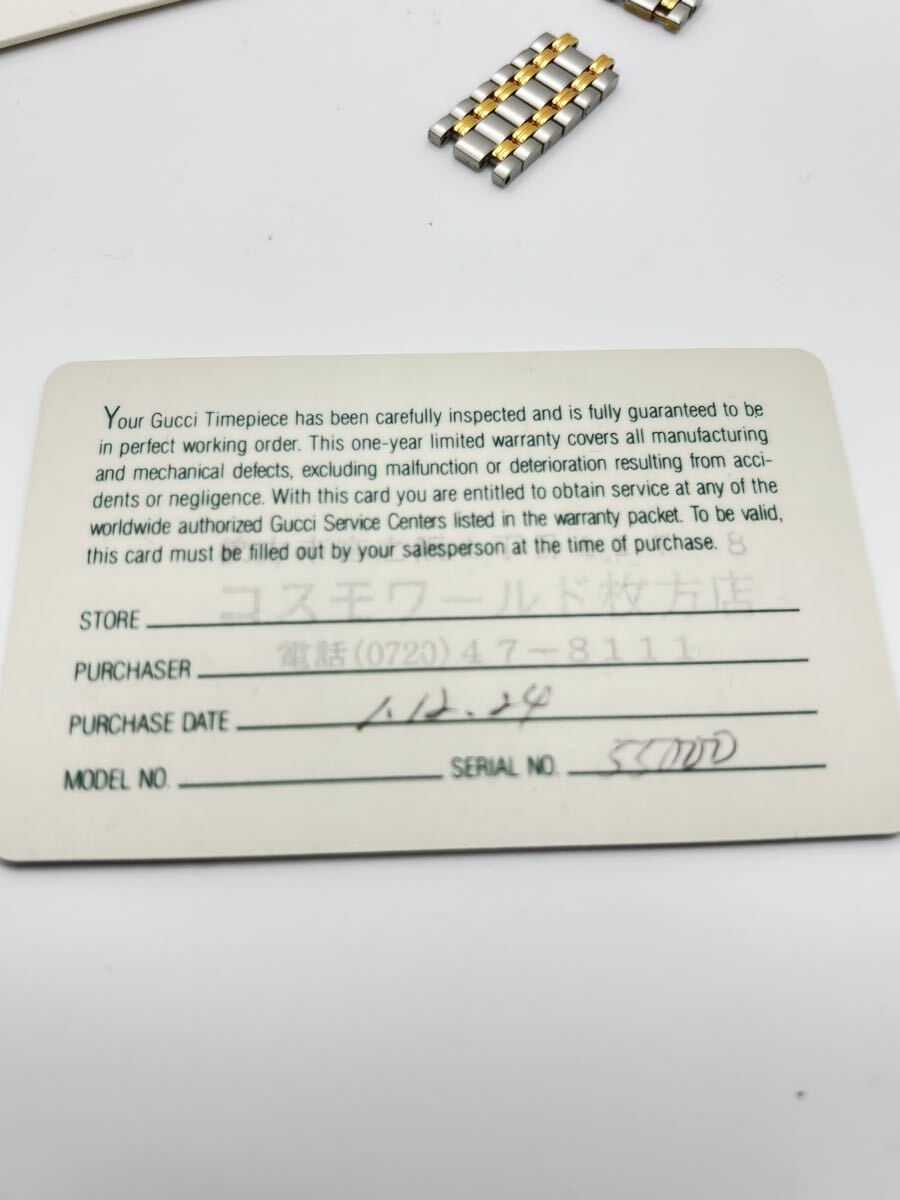 Your Gucci Timepiece has been carefully inspected and is fully guaranteed to be
in perfect working order. This one-year limited warranty covers all manufacturing
and mechanical defects, excluding malfunction or deterioration resulting from acci-
dents or negligence. With this card you are entitled to obtain service at any of the
worldwide authorized Gucci Service Centers listed in the warranty packet. To be valid,
this card must be filled out by your salesperson at the time of purchase.
8
STORE コスモワールド枚方店
電話(0720)47-8111
PURCHASER
PURCHASE DATE 1.12.24
MODEL NO. SERIAL NO. 55000